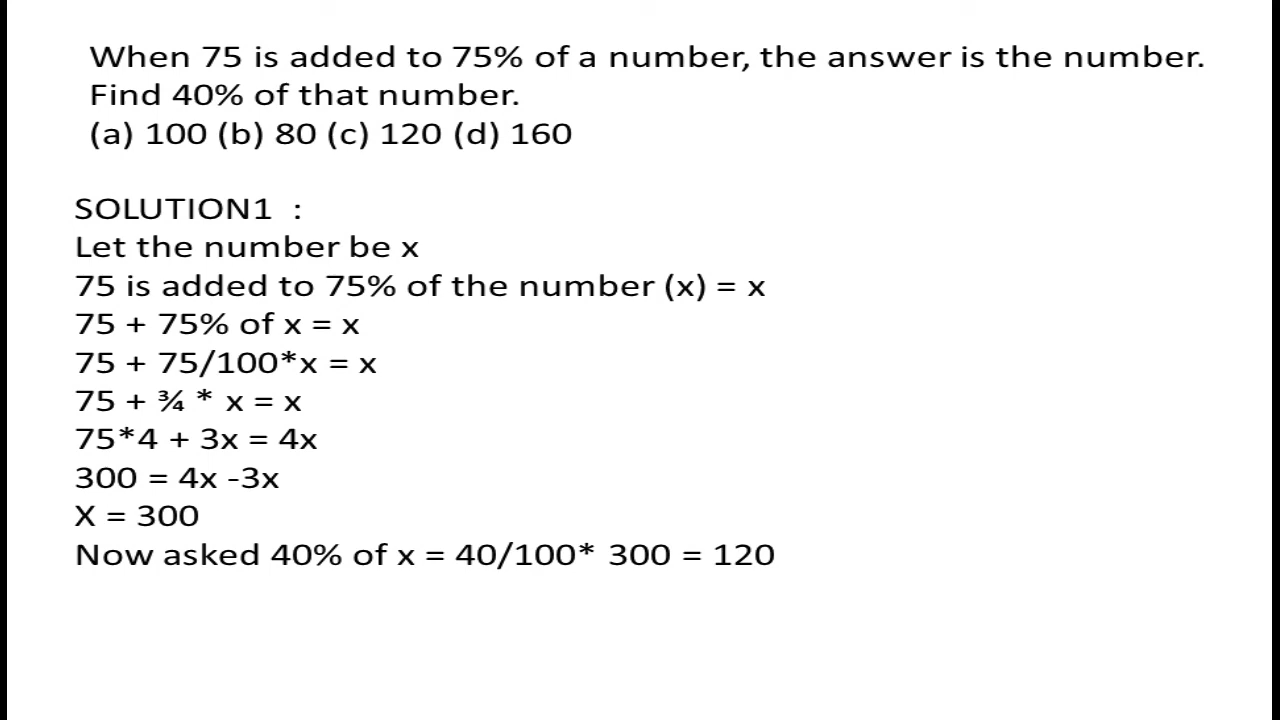 When 75 is added to 75% of a number, the answer is the number.
Find 40% of that number.
(a) 100 (b) 80 (c) 120 (d) 160
SOLUTION1  :
Let the number be x
75 is added to 75% of the number (x) = x
75 + 75% of x = x
75 + 75/100*x = x
75 + ¾ * x = x
75*4 + 3x = 4x
300 = 4x -3x
X = 300
Now asked 40% of x = 40/100* 300 = 120